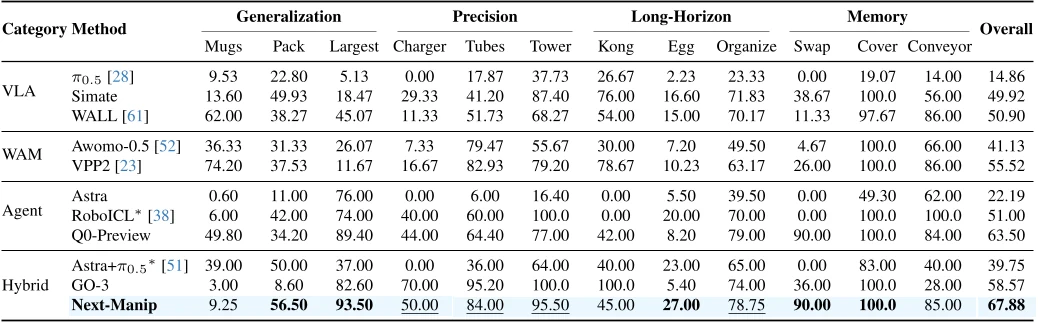 Category Method Generalization Precision Long-Horizon Memory Overall
Mugs Pack Largest Charger Tubes Tower Kong Egg Organize Swap Cover Conveyor
VLA
π0.5 [28] 9.53 22.80 5.13 0.00 17.87 37.73 26.67 2.23 23.33 0.00 19.07 14.00 14.86
Simate 13.60 49.93 18.47 29.33 41.20 87.40 76.00 16.60 71.83 38.67 100.0 56.00 49.92
WALL [61] 62.00 38.27 45.07 11.33 51.73 68.27 54.00 15.00 70.17 11.33 97.67 86.00 50.90
WAM
Awomo-0.5 [52] 36.33 31.33 26.07 7.33 79.47 55.67 30.00 7.20 49.50 4.67 100.0 66.00 41.13
VPP2 [23] 74.20 37.53 11.67 16.67 82.93 79.20 78.67 10.23 63.17 26.00 100.0 86.00 55.52
Agent
Astra 0.60 11.00 76.00 0.00 6.00 16.40 0.00 5.50 39.50 0.00 49.30 62.00 22.19
RoboICL* [38] 6.00 42.00 74.00 40.00 60.00 100.0 0.00 20.00 70.00 0.00 100.0 100.0 51.00
Q0-Preview 49.80 34.20 89.40 44.00 64.40 77.00 42.00 8.20 79.00 90.00 100.0 84.00 63.50
Hybrid
Astra+π0.5* [51] 39.00 50.00 37.00 0.00 36.00 64.00 40.00 23.00 65.00 0.00 83.00 40.00 39.75
GO-3 3.00 8.60 82.60 70.00 95.20 100.0 100.0 5.40 74.00 36.00 100.0 28.00 58.57
Next-Manip 9.25 56.50 93.50 50.00 84.00 95.50 45.00 27.00 78.75 90.00 100.0 85.00 67.88